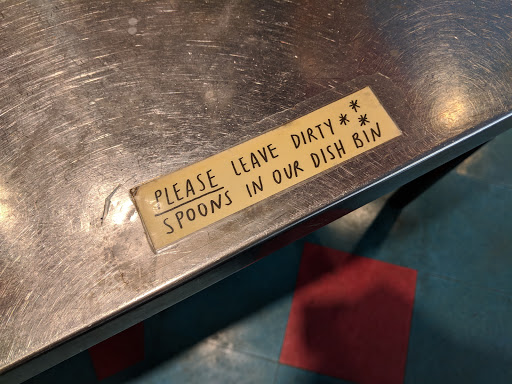 PLEASE LEAVE DIRTY ***
SPOONS IN OUR DISH BIN